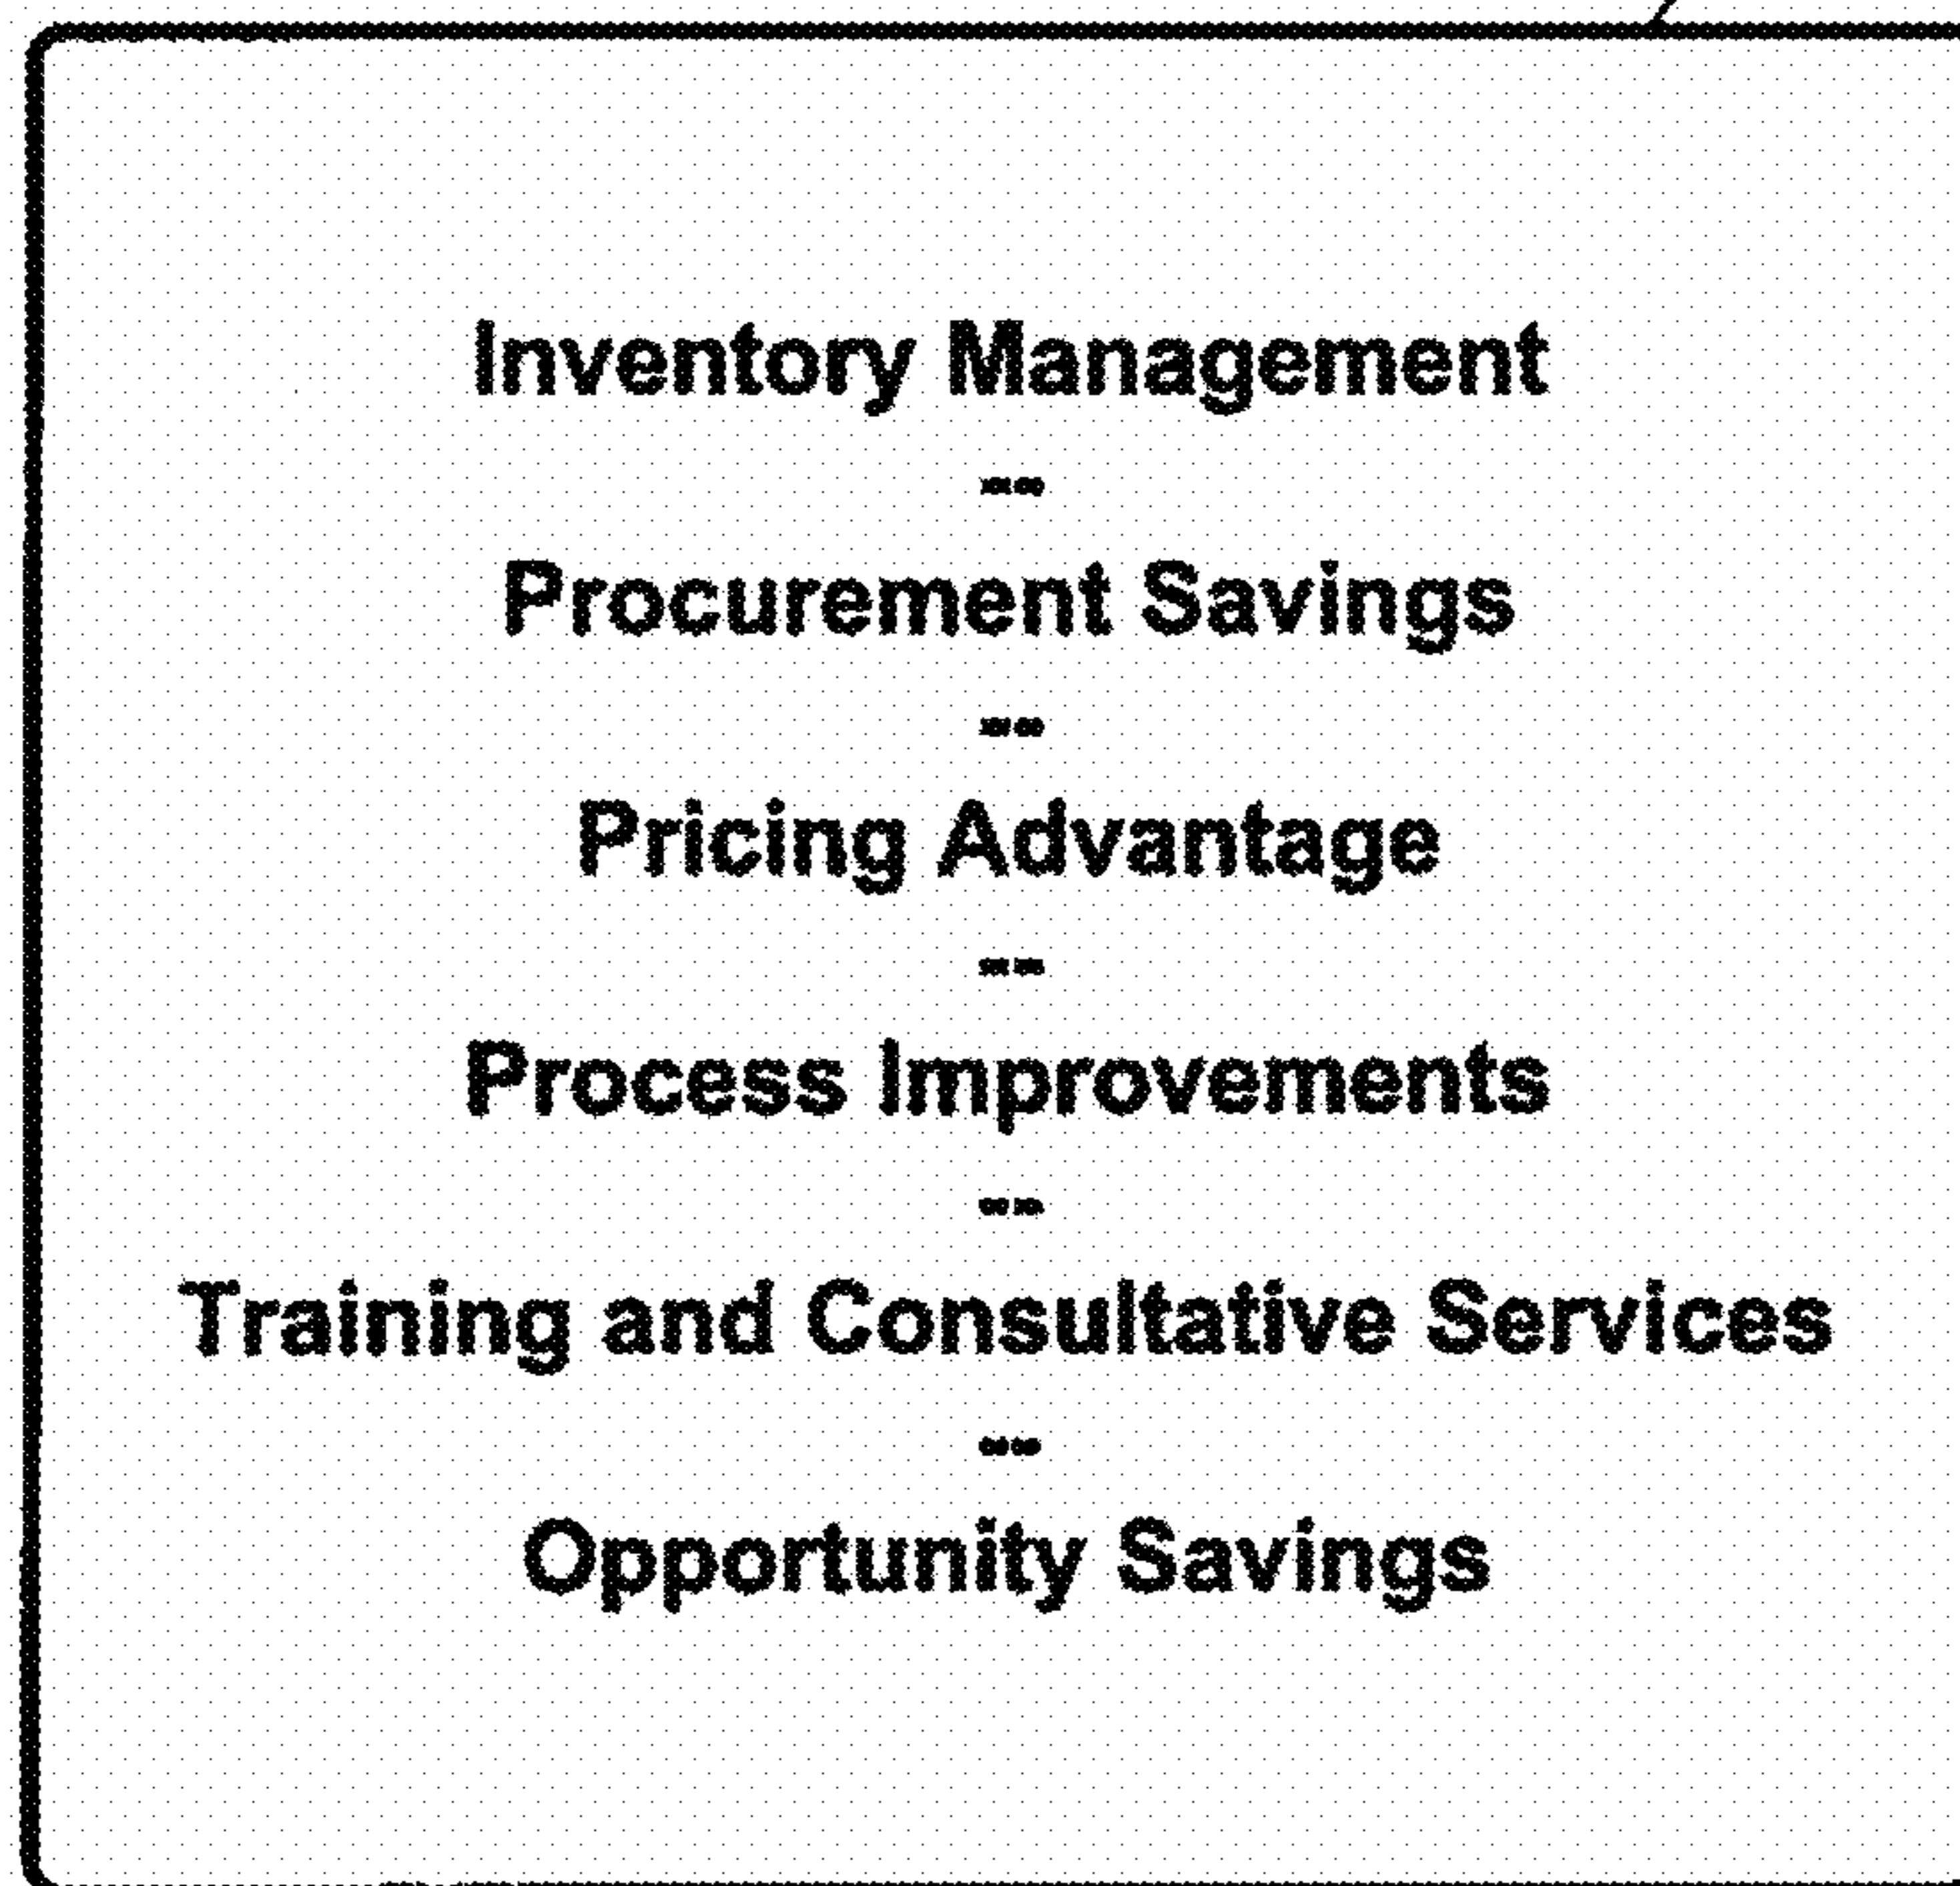 Inventory Management
--
Procurement Savings
--
Pricing Advantage
--
Process Improvements
--
Training and Consultative Services
--
Opportunity Savings